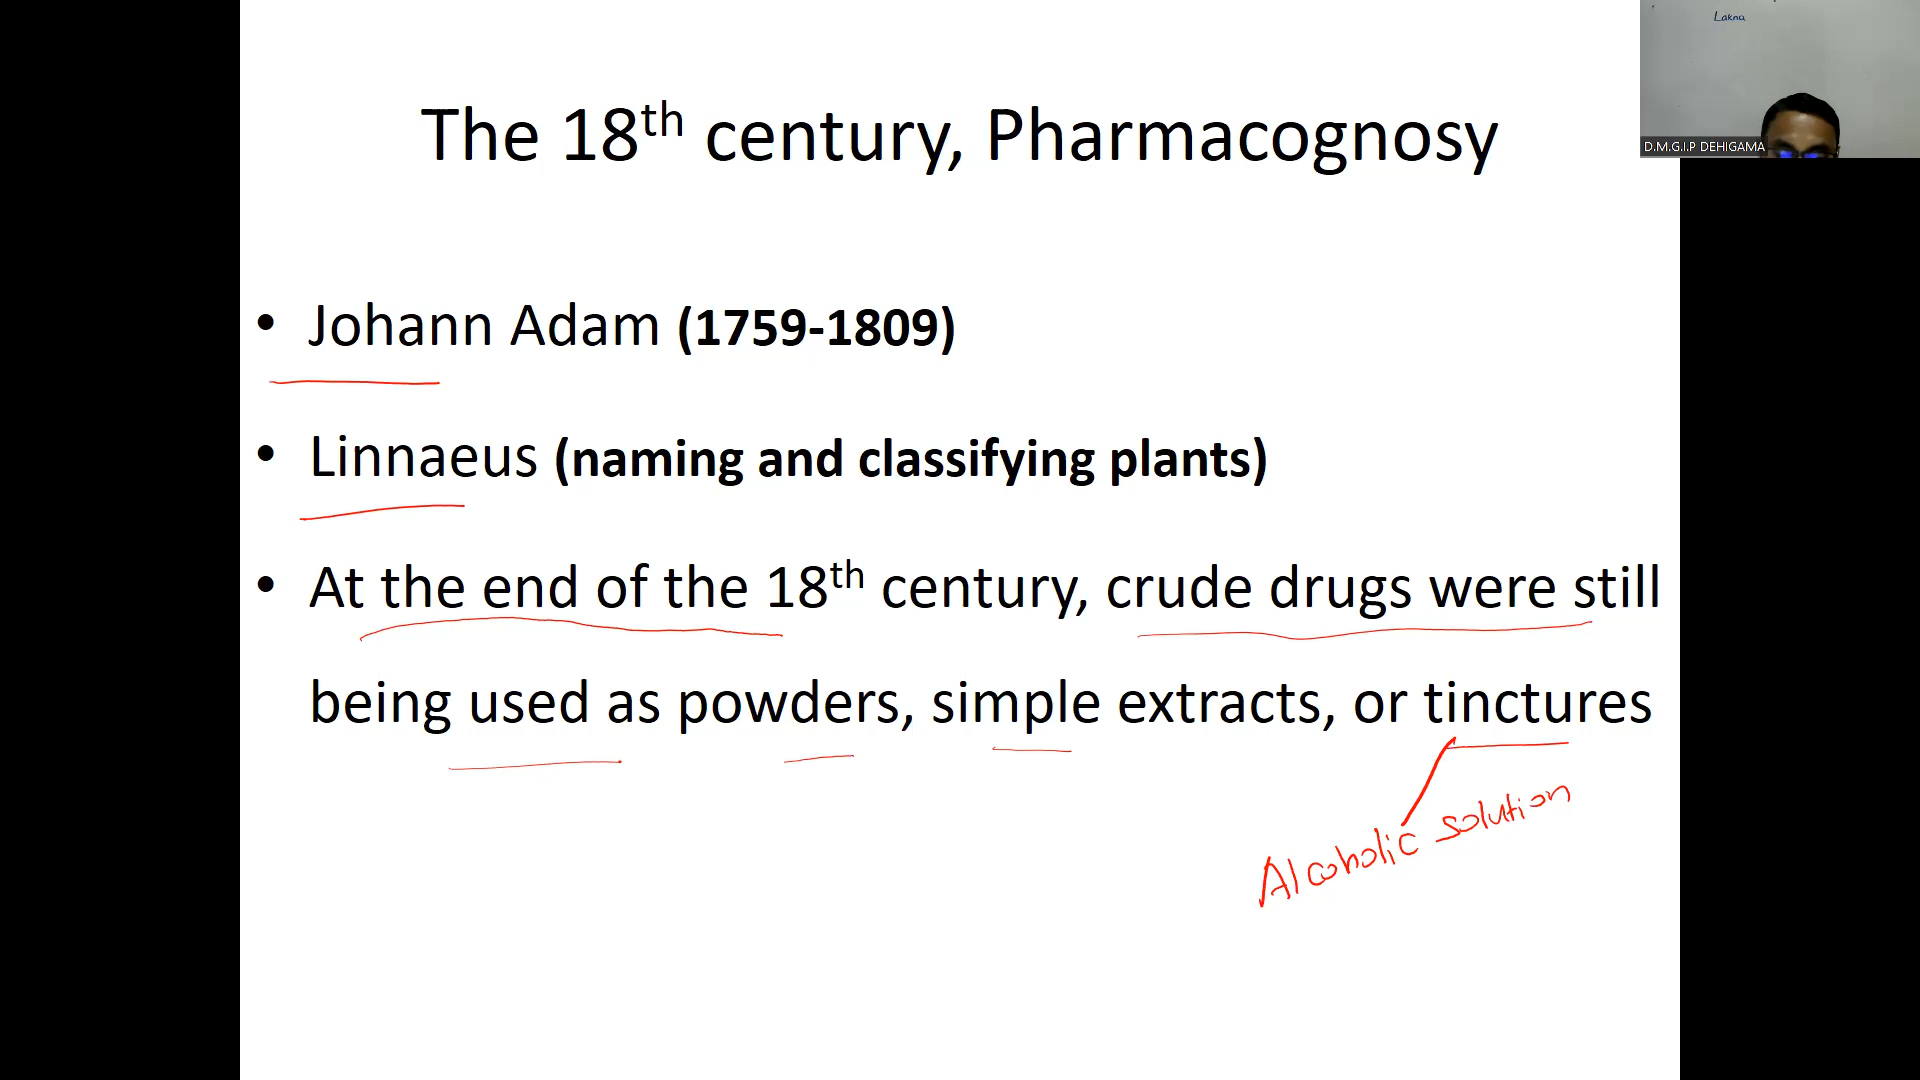 Lakna
D.M.G.I.P DEHIGAMA
The 18th century, Pharmacognosy
• Johann Adam (1759-1809)
• Linnaeus (naming and classifying plants)
• At the end of the 18th century, crude drugs were still
being used as powders, simple extracts, or tinctures
Alcoholic solution